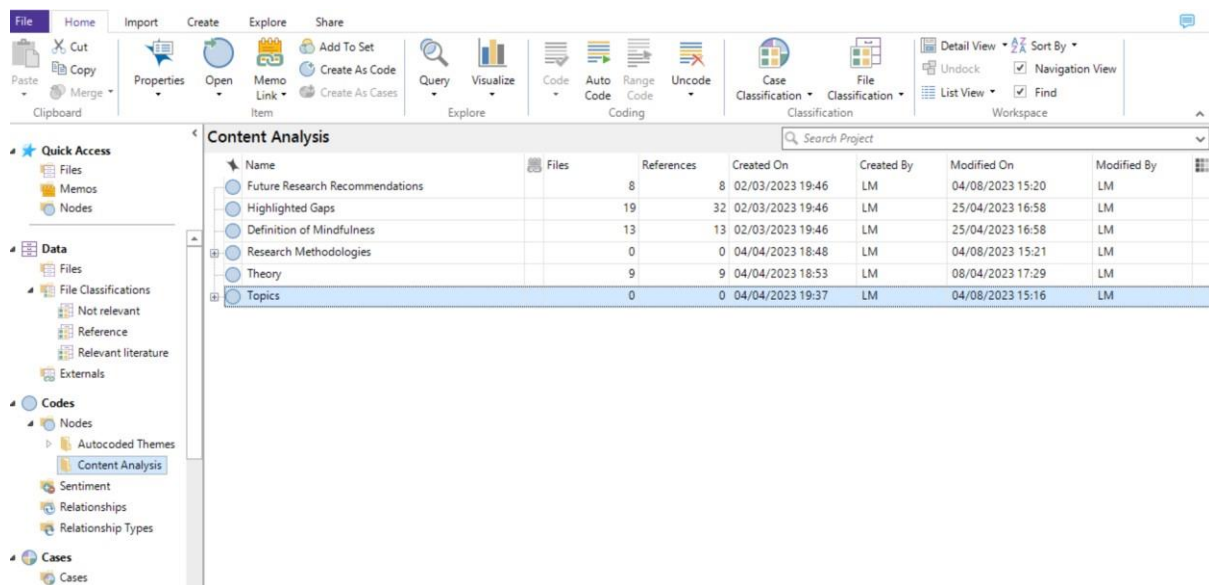 File Home Import Create Explore Share
Paste Cut Copy Merge
Clipboard
Properties Open Memo Link Add To Set Create As Code Create As Cases
Item
Query Visualize
Explore
Code Auto Code Range Code Uncode
Coding
Case Classification File Classification
Classification
Detail View Sort By
Undock Navigation View
List View Find
Workspace
Quick Access
Files
Memos
Nodes
Data
Files
File Classifications
Not relevant
Reference
Relevant literature
Externals
Codes
Nodes
Autocoded Themes
Content Analysis
Sentiment
Relationships
Relationship Types
Cases
Cases
Content Analysis Search Project
Name Files References Created On Created By Modified On Modified By
Future Research Recommendations 8 8 02/03/2023 19:46 LM 04/08/2023 15:20 LM
Highlighted Gaps 19 32 02/03/2023 19:46 LM 25/04/2023 16:58 LM
Definition of Mindfulness 13 13 02/03/2023 19:46 LM 25/04/2023 16:58 LM
Research Methodologies 0 0 04/04/2023 18:48 LM 04/08/2023 15:21 LM
Theory 9 9 04/04/2023 18:53 LM 08/04/2023 17:29 LM
Topics 0 0 04/04/2023 19:37 LM 04/08/2023 15:16 LM